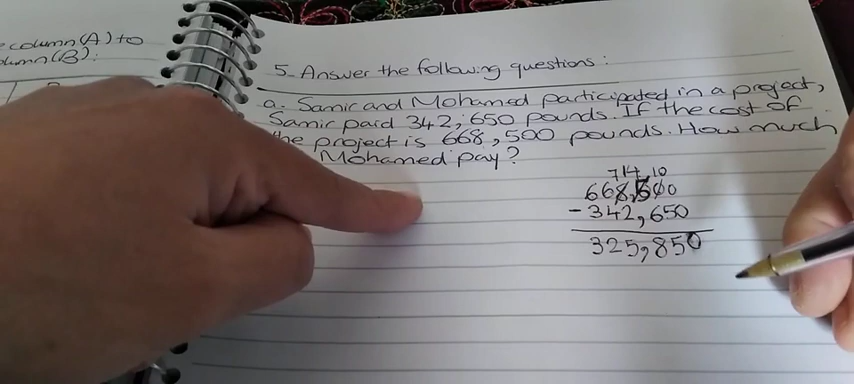 column(A) to
column(B):
5. Answer the following questions:
a. Samir and Mohamed participated in a project,
Samir paid 342,650 pounds. If the cost of
the project is 668,500 pounds. How much
Mohamed pay?
7 14 10
668,500
-342,650
325,850